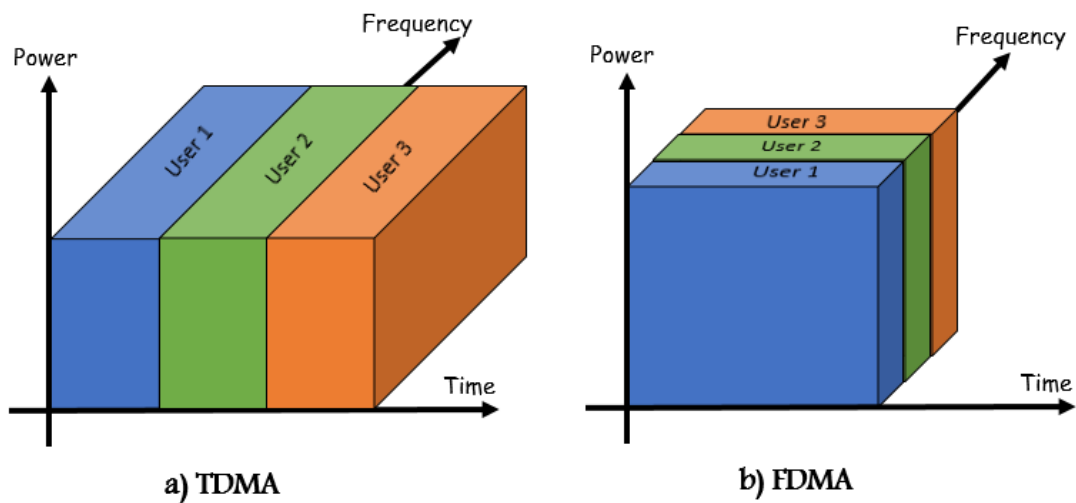 Frequency
Power
User 1
User 2
User 3
Time
a) TDMA
Frequency
Power
User 3
User 2
User 1
Time
b) FDMA